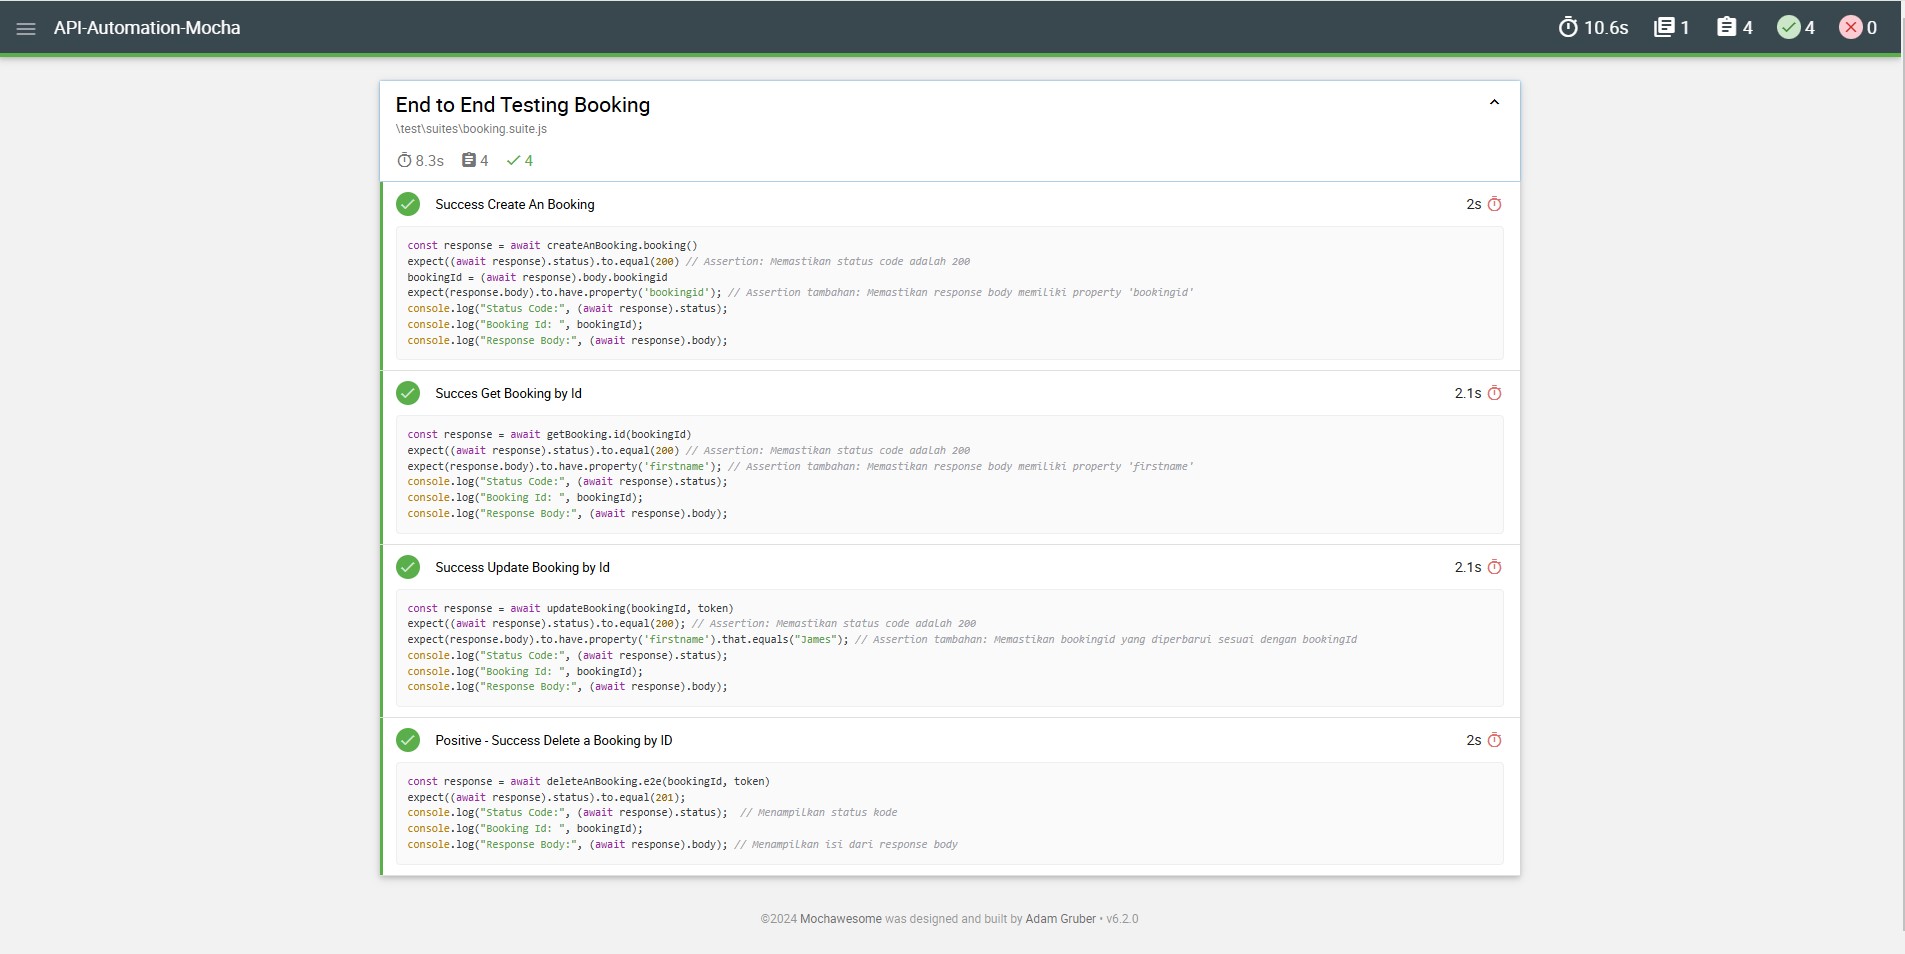 API-Automation-Mocha
10.6s 1 4 4 0
End to End Testing Booking
\test\suites\booking.suite.js
8.3s 4 4
Success Create An Booking 2s
const response = await createAnBooking.booking()
expect((await response).status).to.equal(200) // Assertion: Memastikan status code adalah 200
bookingId = (await response).body.bookingid
expect(response.body).to.have.property('bookingid'); // Assertion tambahan: Memastikan response body memiliki property 'bookingid'
console.log("Status Code:", (await response).status);
console.log("Booking Id: ", bookingId);
console.log("Response Body:", (await response).body);
Succes Get Booking by Id 2.1s
const response = await getBooking.id(bookingId)
expect((await response).status).to.equal(200) // Assertion: Memastikan status code adalah 200
expect(response.body).to.have.property('firstname'); // Assertion tambahan: Memastikan response body memiliki property 'firstname'
console.log("Status Code:", (await response).status);
console.log("Booking Id: ", bookingId);
console.log("Response Body:", (await response).body);
Success Update Booking by Id 2.1s
const response = await updateBooking(bookingId, token)
expect((await response).status).to.equal(200); // Assertion: Memastikan status code adalah 200
expect(response.body).to.have.property('firstname').that.equals("James"); // Assertion tambahan: Memastikan bookingid yang diperbarui sesuai dengan bookingId
console.log("Status Code:", (await response).status);
console.log("Booking Id: ", bookingId);
console.log("Response Body:", (await response).body);
Positive - Success Delete a Booking by ID 2s
const response = await deleteAnBooking.e2e(bookingId, token)
expect((await response).status).to.equal(201);
console.log("Status Code:", (await response).status);  // Menampilkan status kode
console.log("Booking Id: ", bookingId);
console.log("Response Body:", (await response).body); // Menampilkan isi dari response body
©2024 Mochawesome was designed and built by Adam Gruber • v6.2.0